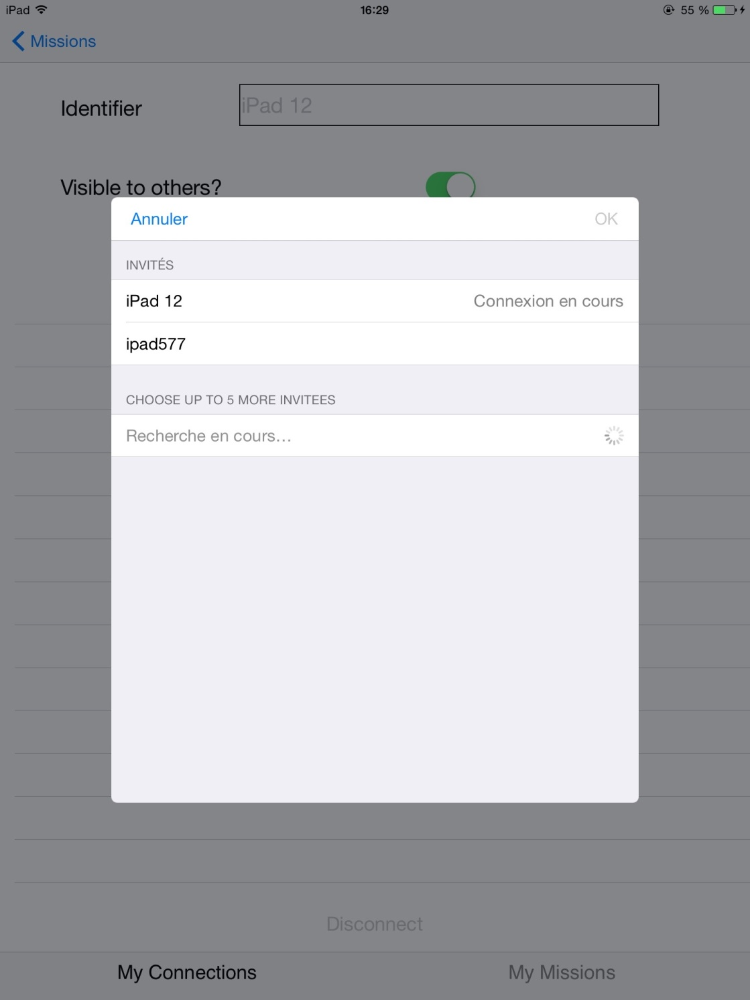 iPad 16:29 55 %
Missions
Identifier iPad 12
Visible to others?
Annuler OK
INVITÉS
iPad 12 Connexion en cours
ipad577
CHOOSE UP TO 5 MORE INVITEES
Recherche en cours...
Disconnect
My Connections My Missions